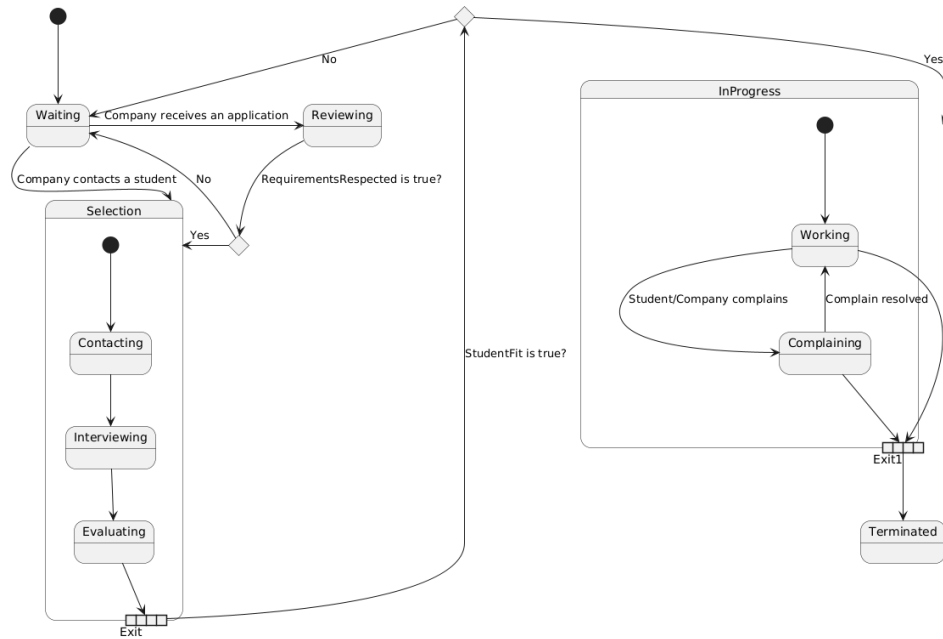 No
Yes
InProgress
Waiting
Company receives an application
Reviewing
Company contacts a student
No
RequirementsRespected is true?
Selection
Yes
Working
Student/Company complains
Complain resolved
Contacting
Complaining
StudentFit is true?
Interviewing
Exit1
Evaluating
Terminated
Exit